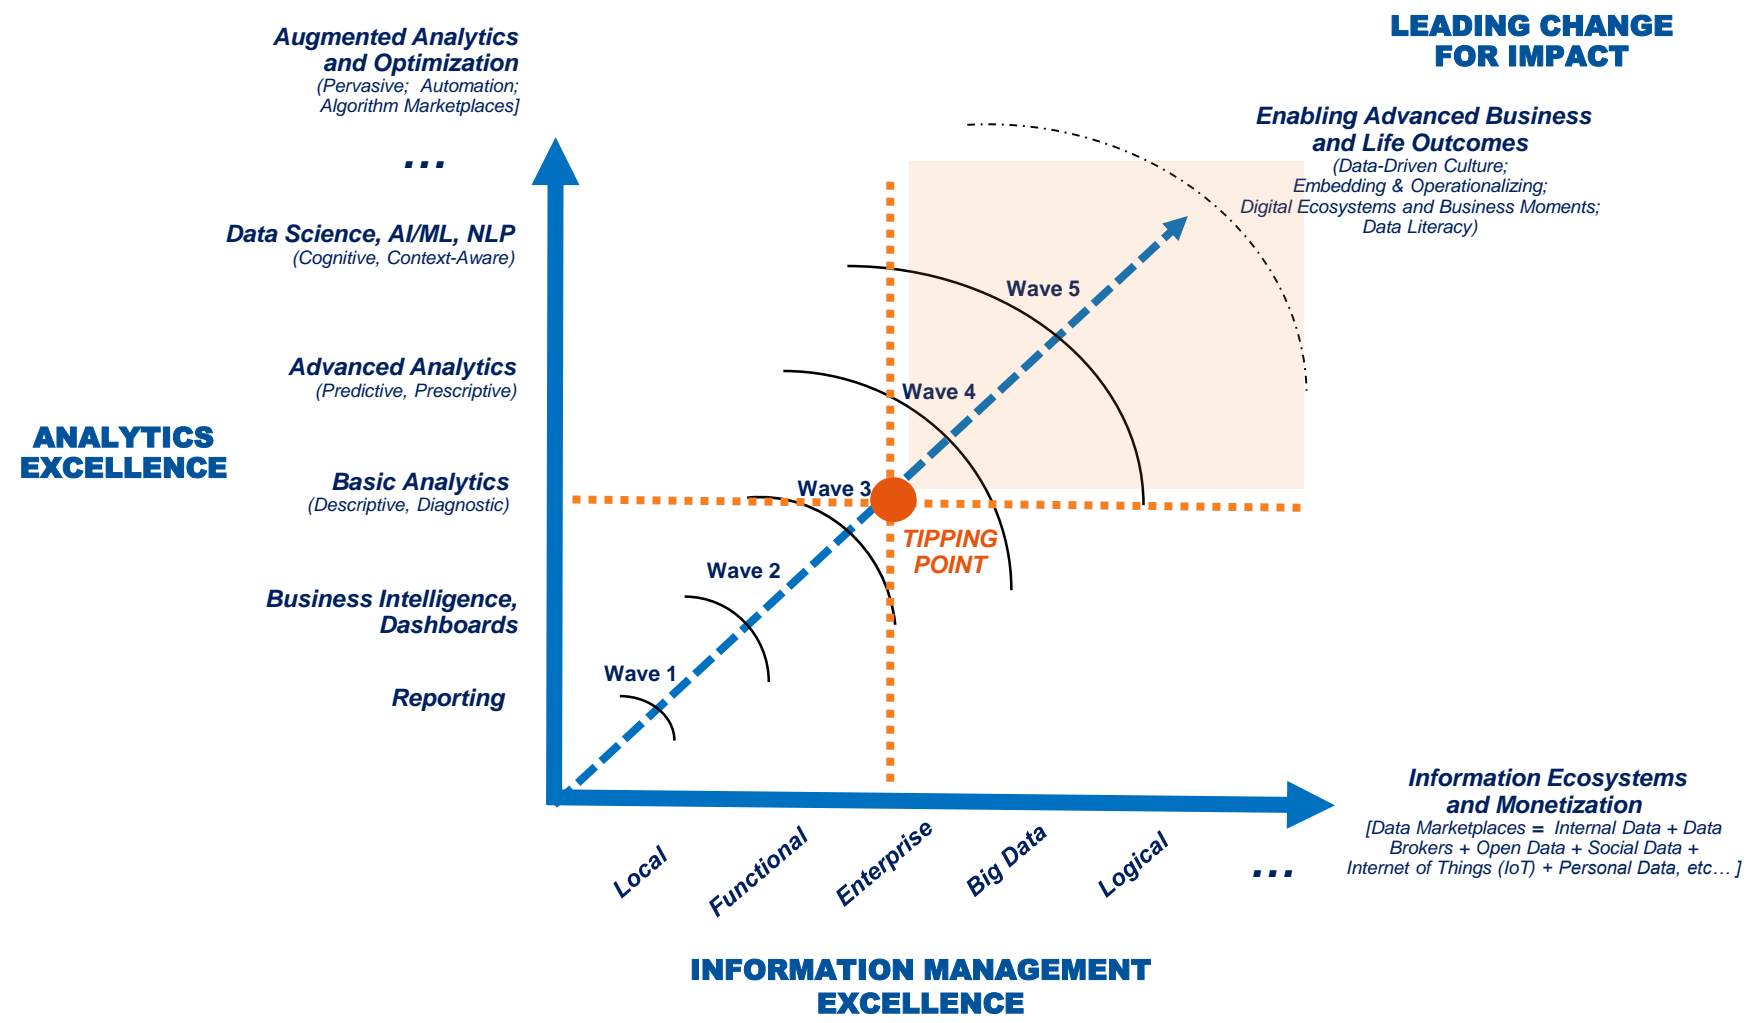 LEADING CHANGE
FOR IMPACT
Augmented Analytics
and Optimization
(Pervasive; Automation;
Algorithm Marketplaces]
...
Enabling Advanced Business
and Life Outcomes
(Data-Driven Culture;
Embedding & Operationalizing;
Digital Ecosystems and Business Moments;
Data Literacy)
Data Science, AI/ML, NLP
(Cognitive, Context-Aware)
Wave 5
Advanced Analytics
(Predictive, Prescriptive)
Wave 4
ANALYTICS
EXCELLENCE
Basic Analytics
(Descriptive, Diagnostic)
Wave 3
TIPPING
POINT
Wave 2
Business Intelligence,
Dashboards
Wave 1
Reporting
Local
Functional
Enterprise
Big Data
Logical
...
Information Ecosystems
and Monetization
[Data Marketplaces = Internal Data + Data
Brokers + Open Data + Social Data +
Internet of Things (IoT) + Personal Data, etc... ]
INFORMATION MANAGEMENT
EXCELLENCE